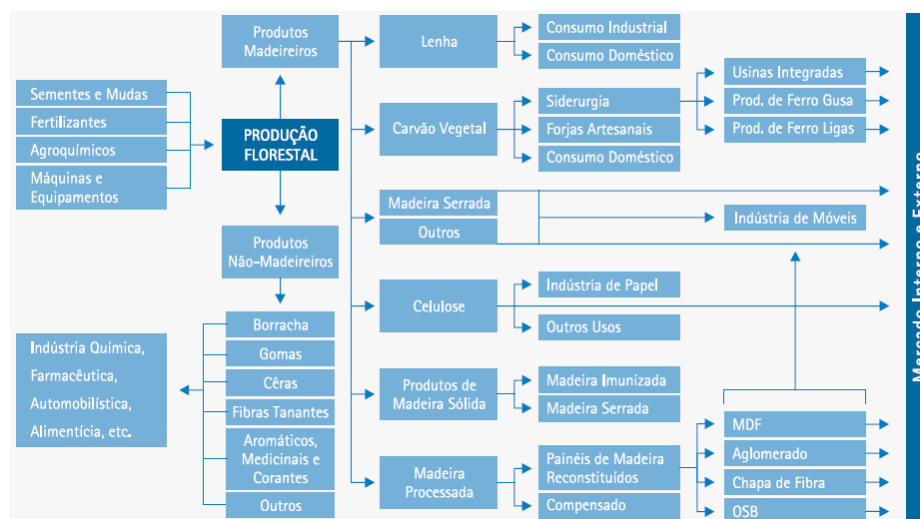 Sementes e Mudas
Fertilizantes
Agroquímicos
Máquinas e
Equipamentos
Produtos
Madeireiros
PRODUÇÃO
FLORESTAL
Produtos
Não-Madeireiros
Borracha
Gomas
Cêras
Fibras Tanantes
Aromáticos,
Medicinais e
Corantes
Outros
Indústria Química,
Farmacêutica,
Automobilística,
Alimentícia, etc.
Lenha
Consumo Industrial
Consumo Doméstico
Carvão Vegetal
Siderurgia
Forjas Artesanais
Consumo Doméstico
Usinas Integradas
Prod. de Ferro Gusa
Prod. de Ferro Ligas
Madeira Serrada
Outros
Indústria de Móveis
Celulose
Indústria de Papel
Outros Usos
Produtos de
Madeira Sólida
Madeira Imunizada
Madeira Serrada
Madeira
Processada
Painéis de Madeira
Reconstituídos
Compensado
MDF
Aglomerado
Chapa de Fibra
OSB
Mercado Interno e Externo